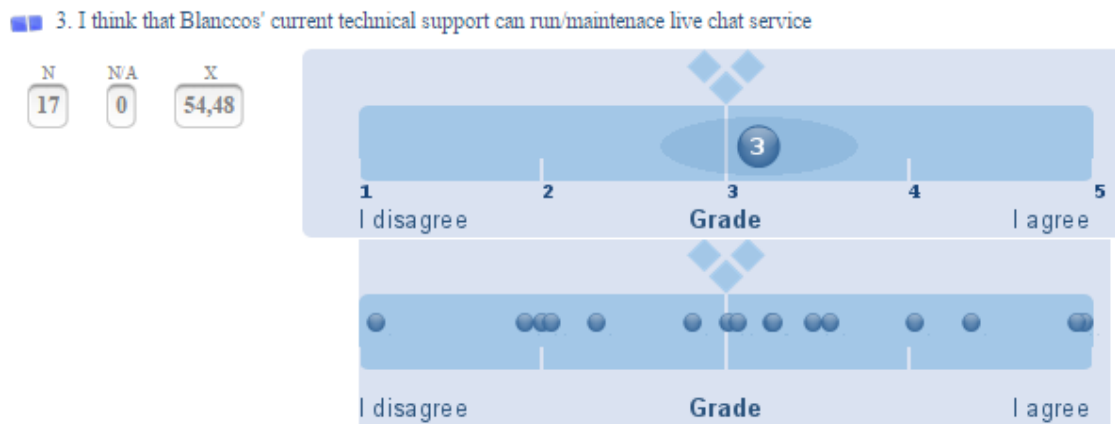 3. I think that Blanccos' current technical support can run/maintenace live chat service
N N/A X
17 0 54,48
3
1 2 3 4 5
I disagree Grade I agree
I disagree Grade I agree